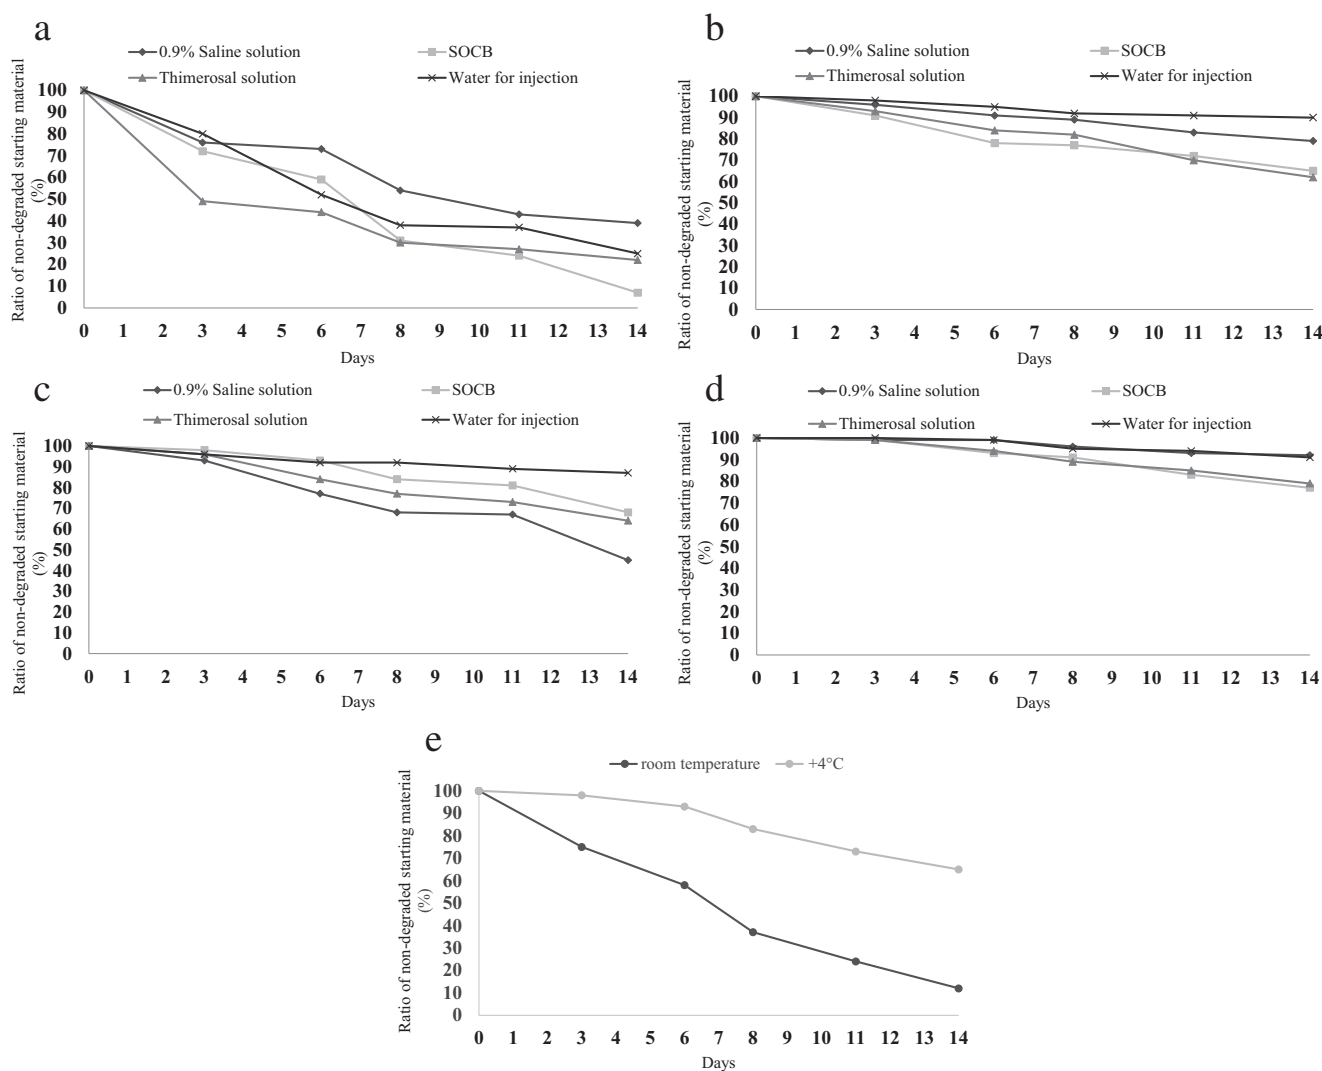 a
0.9% Saline solution
SOCB
Thimerosal solution
Water for injection
Ratio of non-degraded starting material
(%)
100
90
80
70
60
50
40
30
20
10
0
0 1 2 3 4 5 6 7 8 9 10 11 12 13 14
Days
b
0.9% Saline solution
SOCB
Thimerosal solution
Water for injection
Ratio of non-degraded starting material
(%)
100
90
80
70
60
50
40
30
20
10
0
0 1 2 3 4 5 6 7 8 9 10 11 12 13 14
Days
c
0.9% Saline solution
SOCB
Thimerosal solution
Water for injection
Ratio of non-degraded starting material
(%)
100
90
80
70
60
50
40
30
20
10
0
0 1 2 3 4 5 6 7 8 9 10 11 12 13 14
Days
d
0.9% Saline solution
SOCB
Thimerosal solution
Water for injection
Ratio of non-degraded starting material
(%)
100
90
80
70
60
50
40
30
20
10
0
0 1 2 3 4 5 6 7 8 9 10 11 12 13 14
Days
e
room temperature
+4°C
Ratio of non-degraded starting material
(%)
100
90
80
70
60
50
40
30
20
10
0
0 1 2 3 4 5 6 7 8 9 10 11 12 13 14
Days